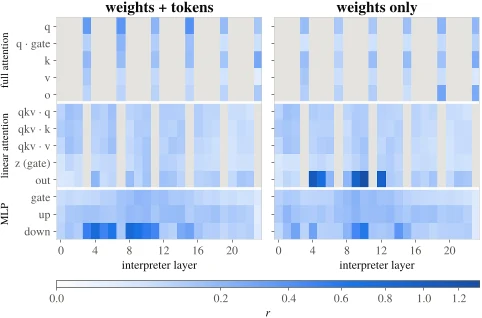 weights + tokens
weights only
full attention
q
q · gate
k
v
o
linear attention
qkv · q
qkv · k
qkv · v
z (gate)
out
MLP
gate
up
down
0 4 8 12 16 20
0 4 8 12 16 20
interpreter layer
interpreter layer
0.0 0.2 0.4 0.6 0.8 1.0 1.2
r